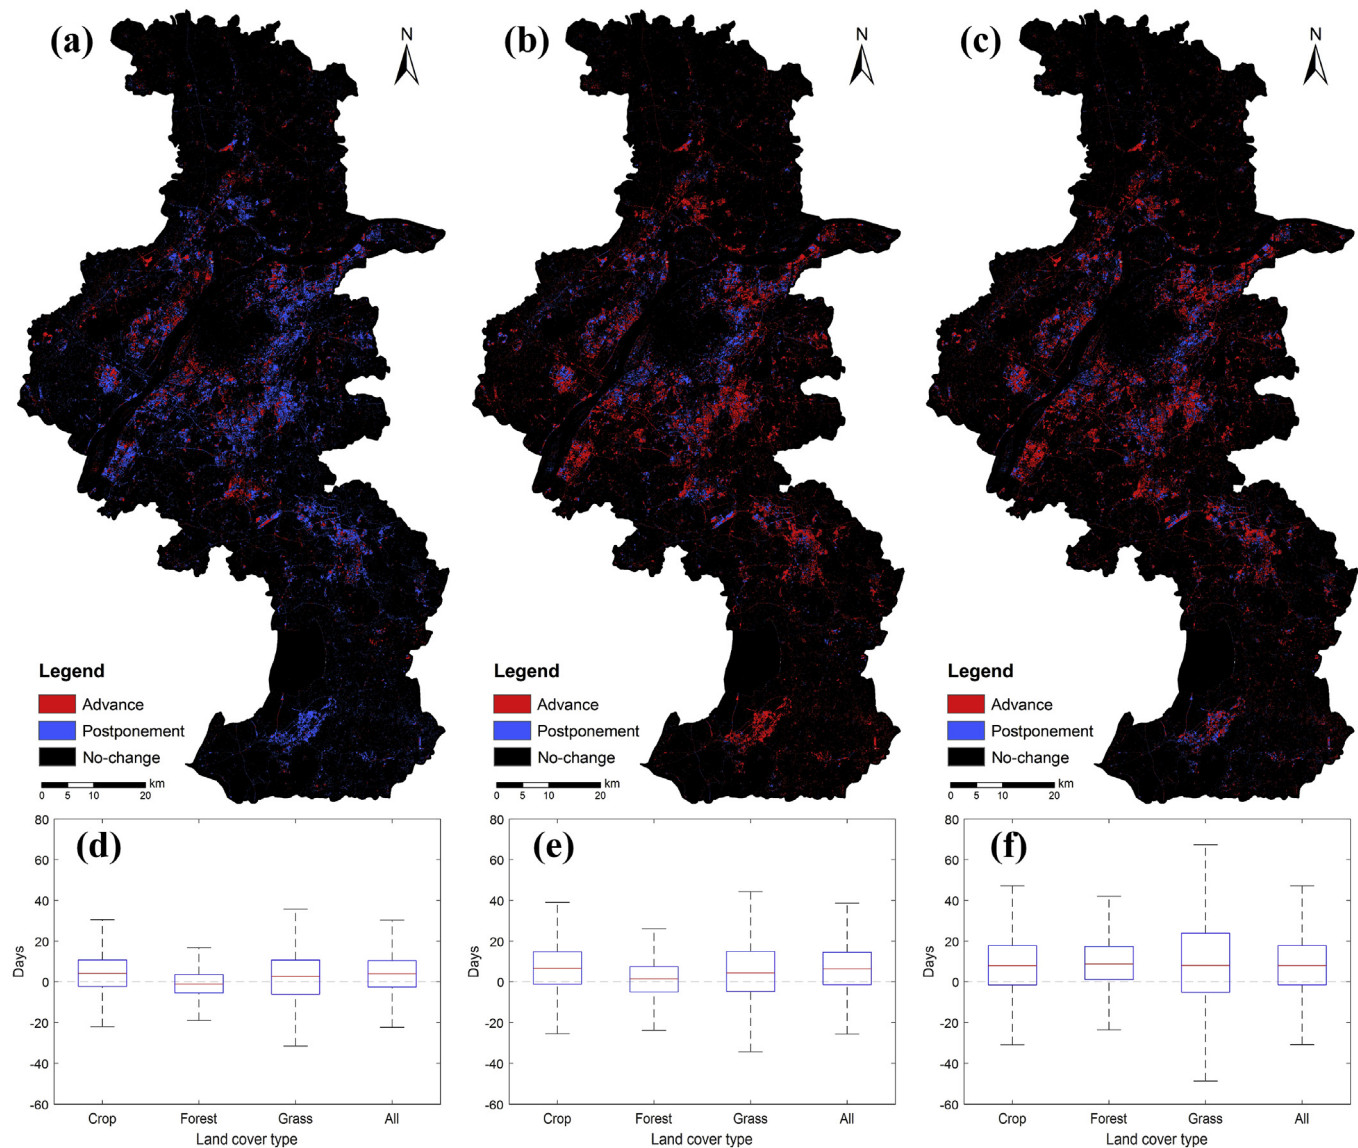 (a)
N
(b)
N
(c)
N
Legend
Advance
Postponement
No-change
km
0 5 10 20
Legend
Advance
Postponement
No-change
km
0 5 10 20
Legend
Advance
Postponement
No-change
km
0 5 10 20
(d)
80
60
40
20
0
-20
-40
-60
Days
Crop Forest Grass All
Land cover type
(e)
80
60
40
20
0
-20
-40
-60
Days
Crop Forest Grass All
Land cover type
(f)
80
60
40
20
0
-20
-40
-60
Days
Crop Forest Grass All
Land cover type